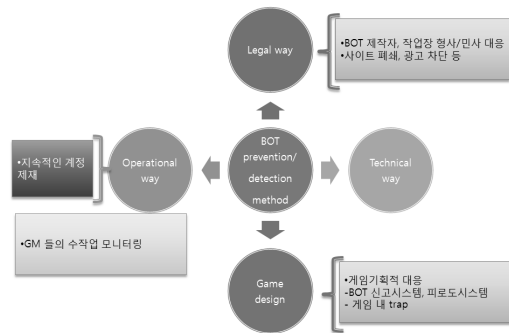 Legal way
•BOT 제작자, 작업장 형사/민사 대응
•사이트 폐쇄, 광고 차단 등
•지속적인 계정
제재
Operational
way
BOT
prevention/
detection
method
Technical
way
•GM 들의 수작업 모니터링
Game
design
•게임기획적 대응
-BOT 신고시스템, 피로도시스템
- 게임 내 trap